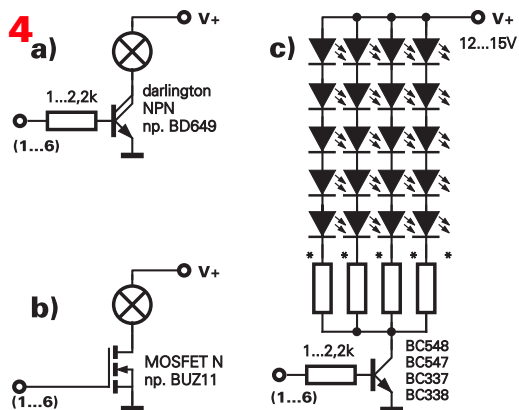 4
a)
V+
1...2,2k
(1...6)
darlington
NPN
np. BD649
b)
V+
(1...6)
MOSFET N
np. BUZ11
c)
V+
12...15V
* * * *
1...2,2k
(1...6)
BC548
BC547
BC337
BC338